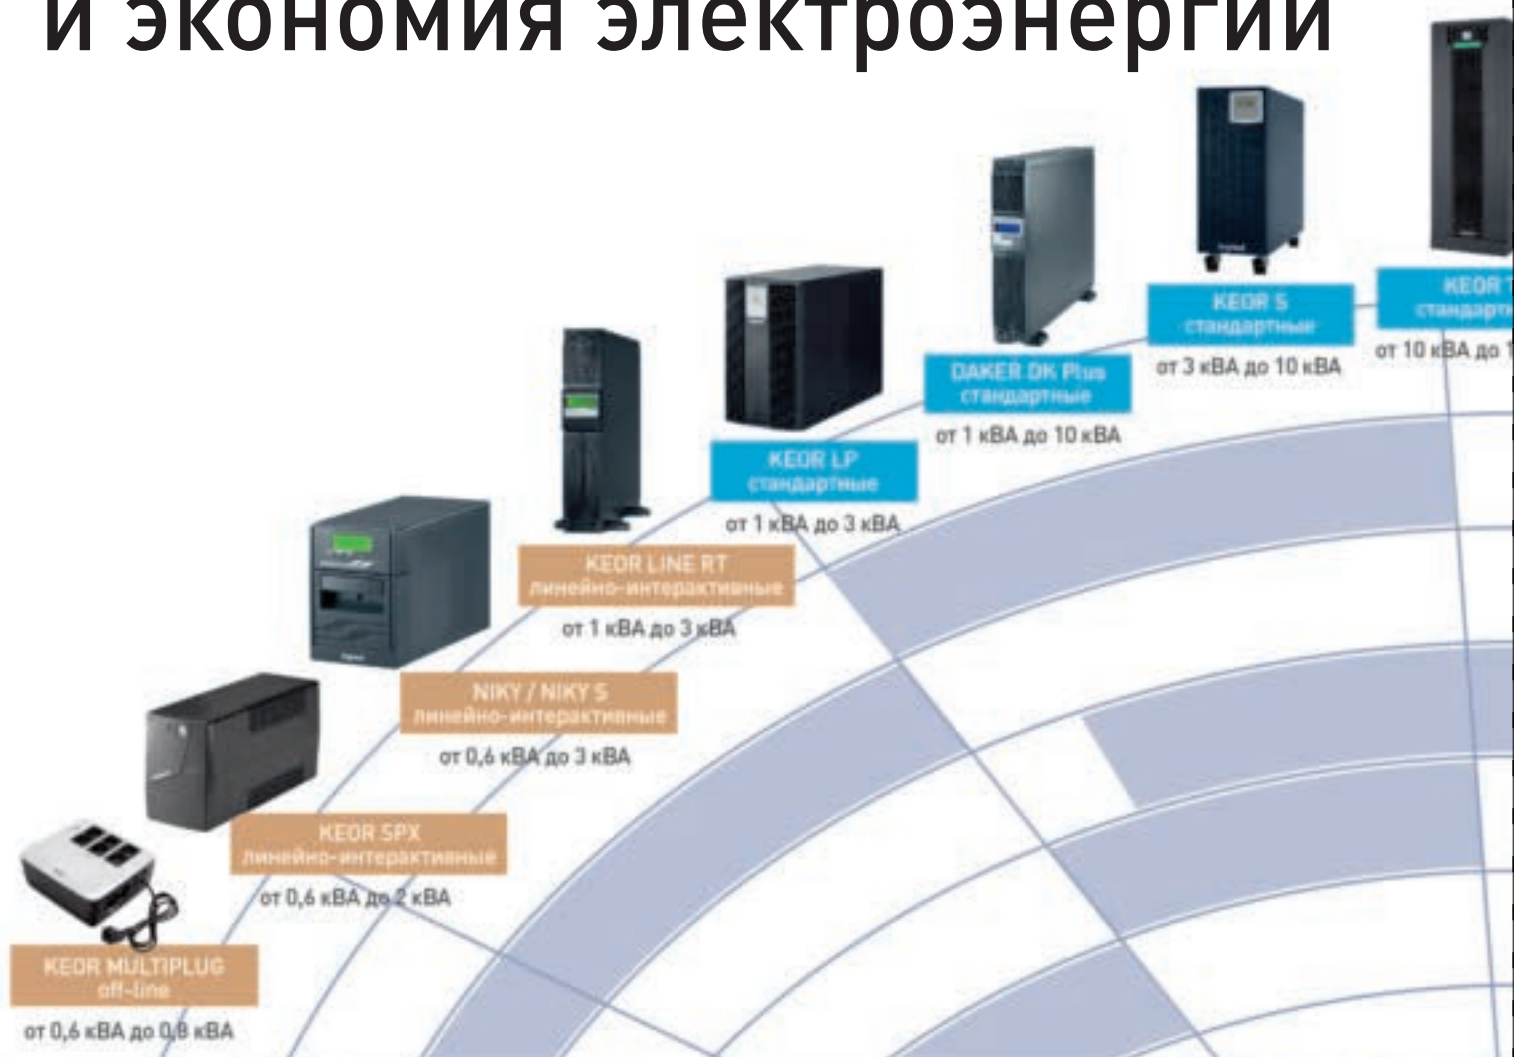 и экономия электроэнергии
KEOR S
стандартные
от 3 кВА до 10 кВА
KEOR T
стандартн
от 10 кВА до 1
DAKER DK Plus
стандартные
от 1 кВА до 10 кВА
KEOR LP
стандартные
от 1 кВА до 3 кВА
KEOR LINE RT
линейно-интерактивные
от 1 кВА до 3 кВА
NIKY / NIKY S
линейно-интерактивные
от 0,6 кВА до 3 кВА
KEOR SPX
линейно-интерактивные
от 0,6 кВА до 2 кВА
KEOR MULTIPLUG
off-line
от 0,6 кВА до 0,8 кВА